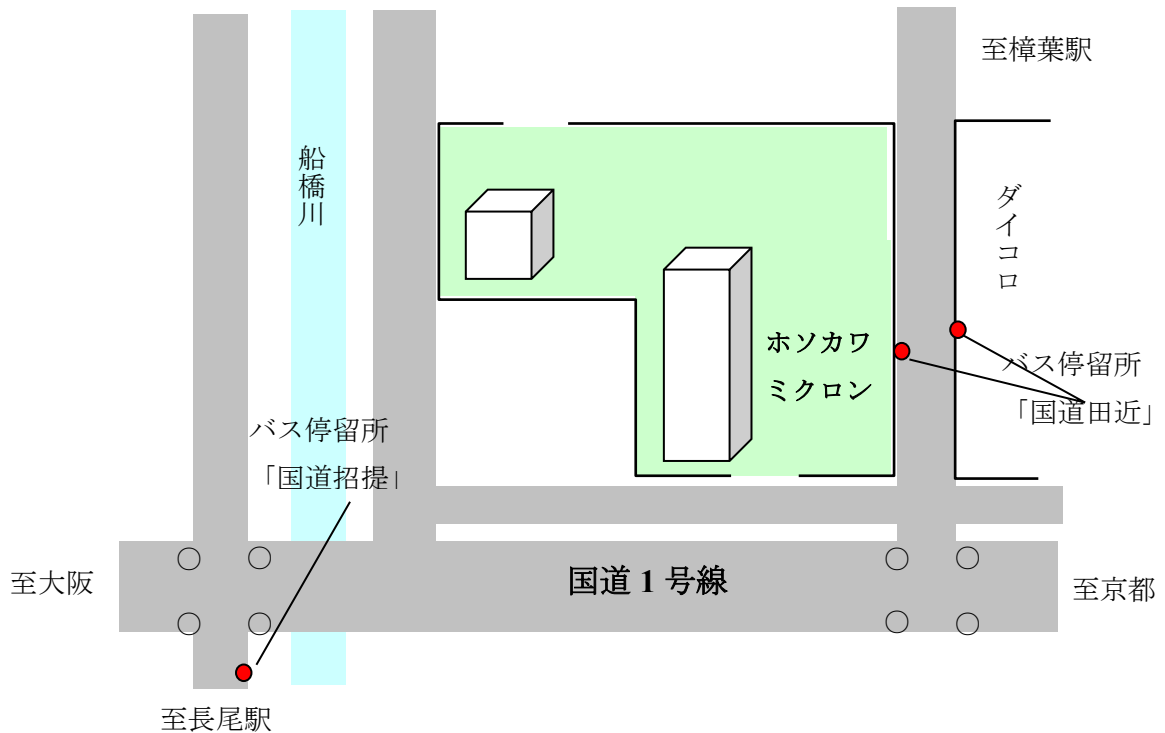 至樟葉駅
船橋川
ダイコロ
ホソカワ
ミクロン
バス停留所
「国道田近」
バス停留所
「国道招提」
至大阪
国道1号線
至京都
至長尾駅